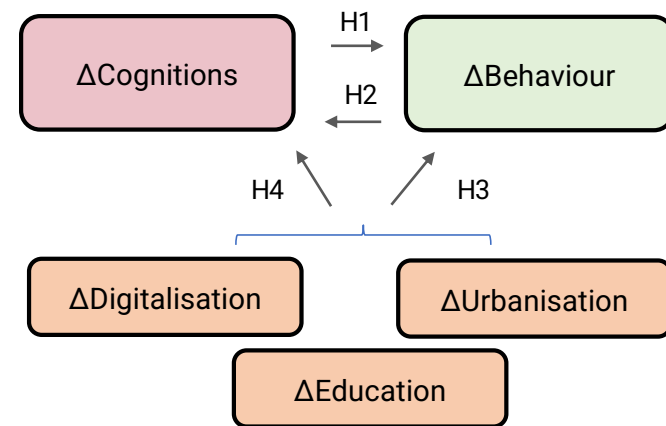 H1
ΔCognitions
ΔBehaviour
H2
H4
H3
ΔDigitalisation
ΔUrbanisation
ΔEducation